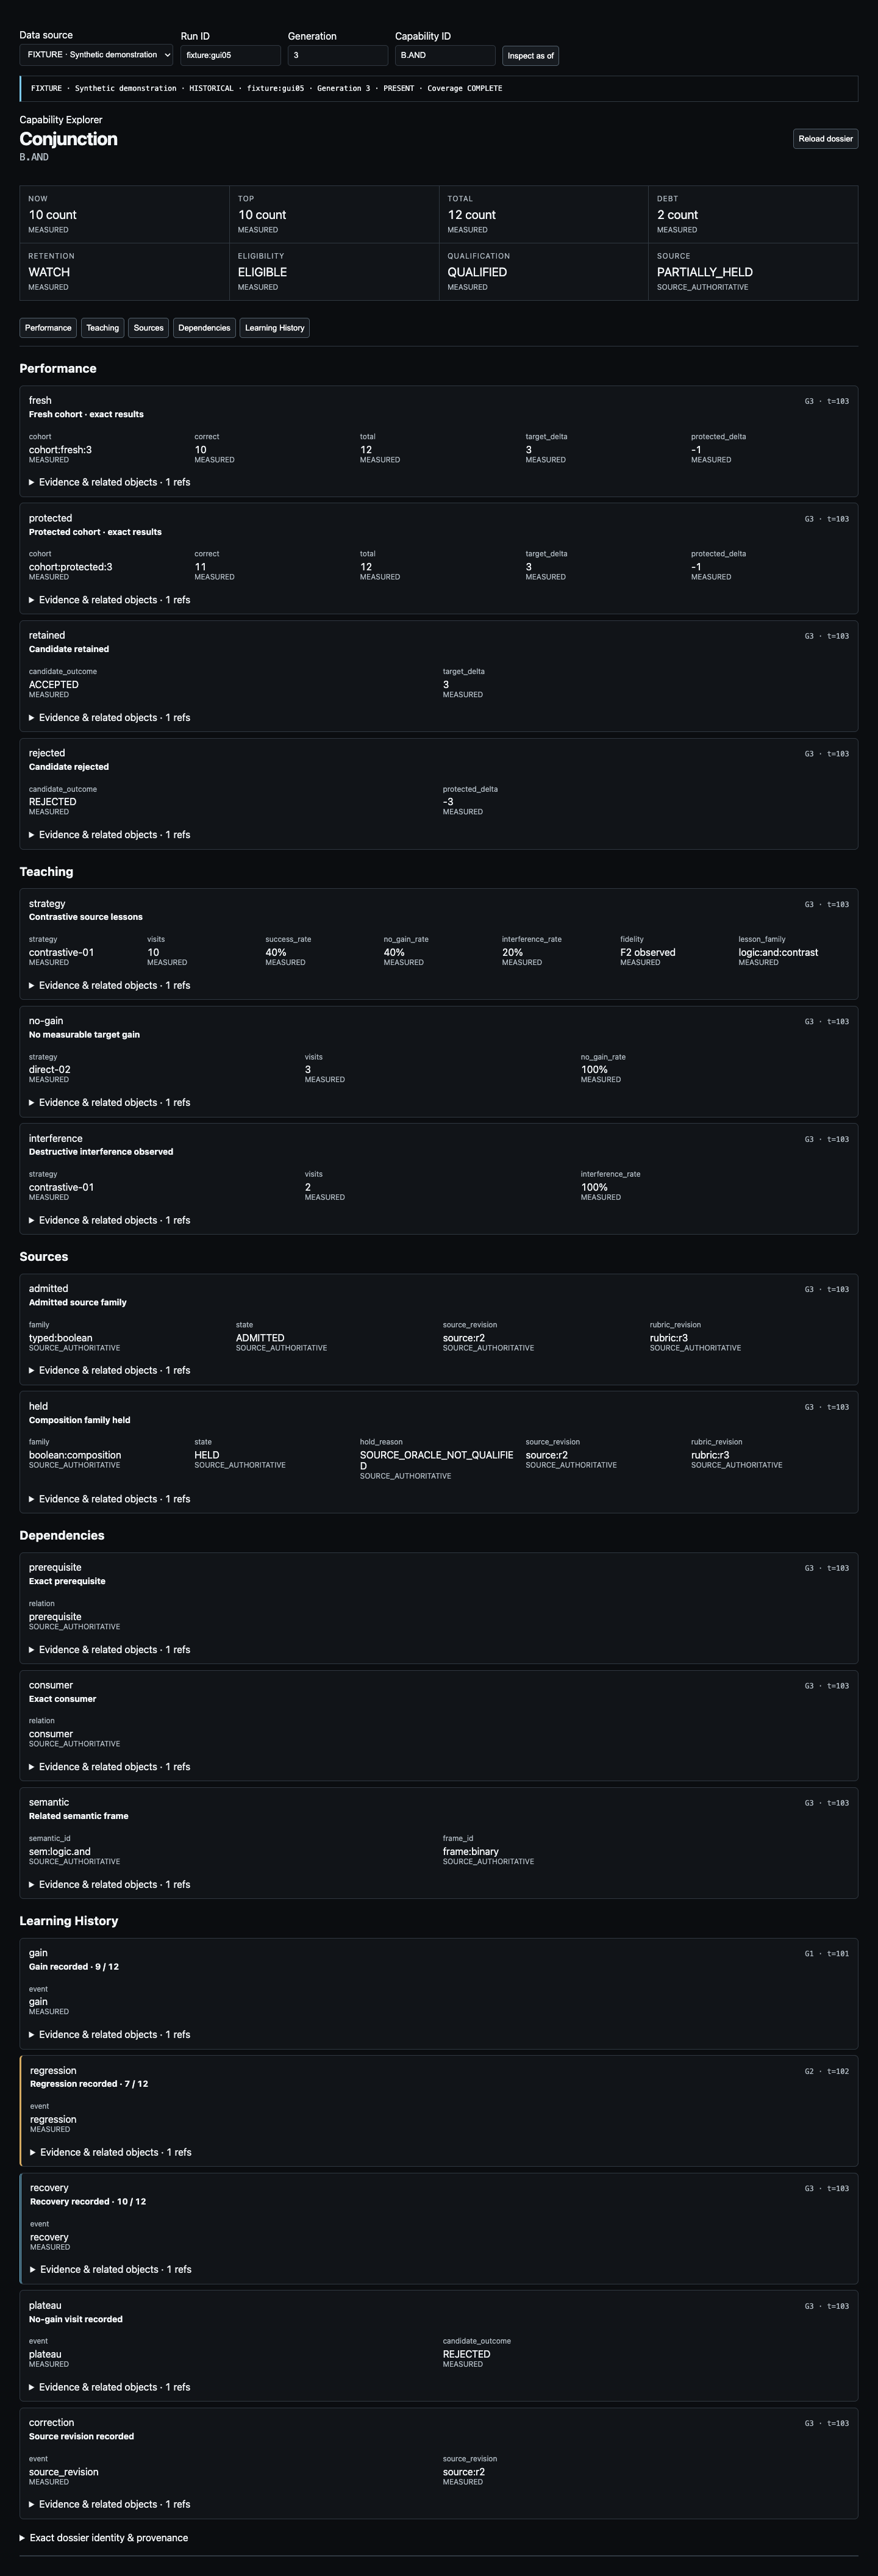 Data source
Run ID
Generation
Capability ID
FIXTURE · Synthetic demonstration
fixture:gui05
3
B.AND
Inspect as of
FIXTURE · Synthetic demonstration · HISTORICAL · fixture:gui05 · Generation 3 · PRESENT · Coverage COMPLETE
Capability Explorer
Conjunction
B.AND
Reload dossier
NOW
10 count
MEASURED
TOP
10 count
MEASURED
TOTAL
12 count
MEASURED
DEBT
2 count
MEASURED
RETENTION
WATCH
MEASURED
ELIGIBILITY
ELIGIBLE
MEASURED
QUALIFICATION
QUALIFIED
MEASURED
SOURCE
PARTIALLY_HELD
SOURCE_AUTHORITATIVE
Performance
Teaching
Sources
Dependencies
Learning History
Performance
fresh
G3 · t=103
Fresh cohort · exact results
cohort
cohort:fresh:3
MEASURED
correct
10
MEASURED
total
12
MEASURED
target_delta
3
MEASURED
protected_delta
-1
MEASURED
Evidence & related objects · 1 refs
protected
G3 · t=103
Protected cohort · exact results
cohort
cohort:protected:3
MEASURED
correct
11
MEASURED
total
12
MEASURED
target_delta
3
MEASURED
protected_delta
-1
MEASURED
Evidence & related objects · 1 refs
retained
G3 · t=103
Candidate retained
candidate_outcome
ACCEPTED
MEASURED
target_delta
3
MEASURED
Evidence & related objects · 1 refs
rejected
G3 · t=103
Candidate rejected
candidate_outcome
REJECTED
MEASURED
protected_delta
-3
MEASURED
Evidence & related objects · 1 refs
Teaching
strategy
G3 · t=103
Contrastive source lessons
strategy
contrastive-01
MEASURED
visits
10
MEASURED
success_rate
40%
MEASURED
no_gain_rate
40%
MEASURED
interference_rate
20%
MEASURED
fidelity
F2 observed
MEASURED
lesson_family
logic:and:contrast
MEASURED
Evidence & related objects · 1 refs
no-gain
G3 · t=103
No measurable target gain
strategy
direct-02
MEASURED
visits
3
MEASURED
no_gain_rate
100%
MEASURED
Evidence & related objects · 1 refs
interference
G3 · t=103
Destructive interference observed
strategy
contrastive-01
MEASURED
visits
2
MEASURED
interference_rate
100%
MEASURED
Evidence & related objects · 1 refs
Sources
admitted
G3 · t=103
Admitted source family
family
typed:boolean
SOURCE_AUTHORITATIVE
state
ADMITTED
SOURCE_AUTHORITATIVE
source_revision
source:r2
SOURCE_AUTHORITATIVE
rubric_revision
rubric:r3
SOURCE_AUTHORITATIVE
Evidence & related objects · 1 refs
held
G3 · t=103
Composition family held
family
boolean:composition
SOURCE_AUTHORITATIVE
state
HELD
SOURCE_AUTHORITATIVE
hold_reason
SOURCE_ORACLE_NOT_QUALIFIE
D
SOURCE_AUTHORITATIVE
source_revision
source:r2
SOURCE_AUTHORITATIVE
rubric_revision
rubric:r3
SOURCE_AUTHORITATIVE
Evidence & related objects · 1 refs
Dependencies
prerequisite
G3 · t=103
Exact prerequisite
relation
prerequisite
SOURCE_AUTHORITATIVE
Evidence & related objects · 1 refs
consumer
G3 · t=103
Exact consumer
relation
consumer
SOURCE_AUTHORITATIVE
Evidence & related objects · 1 refs
semantic
G3 · t=103
Related semantic frame
semantic_id
sem:logic.and
SOURCE_AUTHORITATIVE
frame_id
frame:binary
SOURCE_AUTHORITATIVE
Evidence & related objects · 1 refs
Learning History
gain
G1 · t=101
Gain recorded · 9 / 12
event
gain
MEASURED
Evidence & related objects · 1 refs
regression
G2 · t=102
Regression recorded · 7 / 12
event
regression
MEASURED
Evidence & related objects · 1 refs
recovery
G3 · t=103
Recovery recorded · 10 / 12
event
recovery
MEASURED
Evidence & related objects · 1 refs
plateau
G3 · t=103
No-gain visit recorded
event
plateau
MEASURED
candidate_outcome
REJECTED
MEASURED
Evidence & related objects · 1 refs
correction
G3 · t=103
Source revision recorded
event
source_revision
MEASURED
source_revision
source:r2
MEASURED
Evidence & related objects · 1 refs
Exact dossier identity & provenance